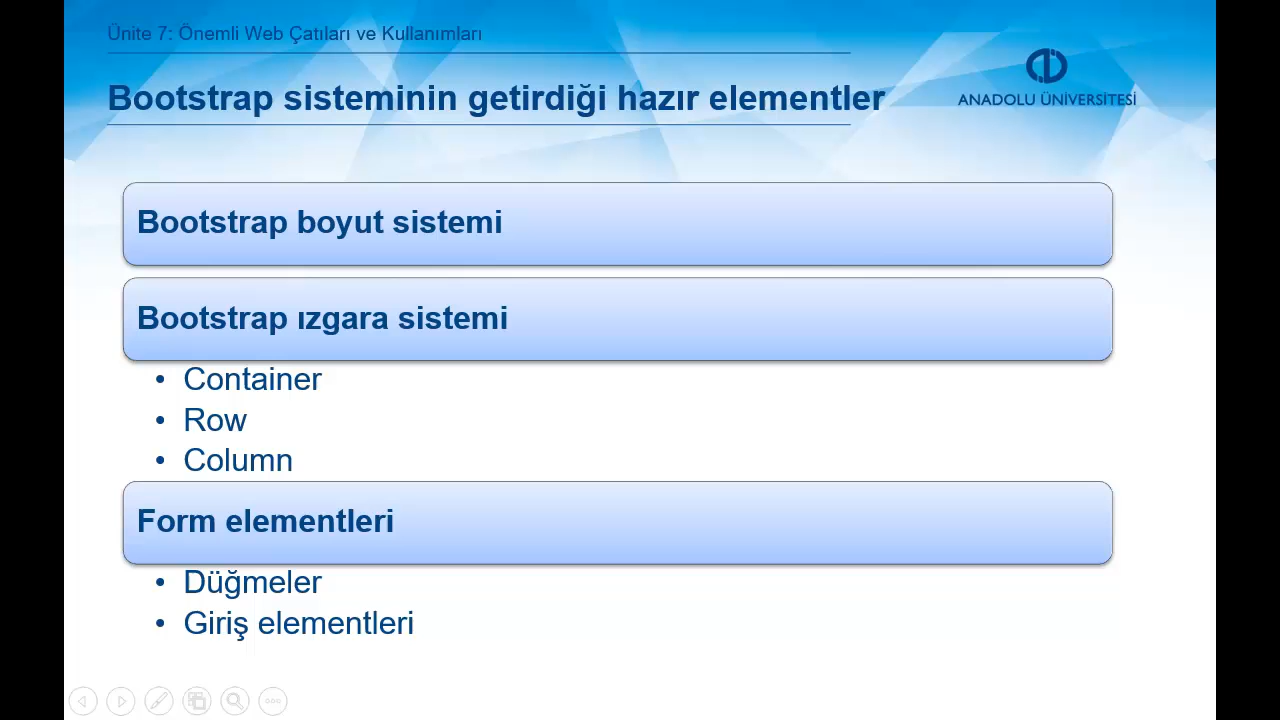 Ünite 7: Önemli Web Çatıları ve Kullanımları
Bootstrap sisteminin getirdiği hazır elementler
ANADOLU ÜNİVERSİTESİ
Bootstrap boyut sistemi
Bootstrap ızgara sistemi
• Container
• Row
• Column
Form elementleri
• Düğmeler
• Giriş elementleri